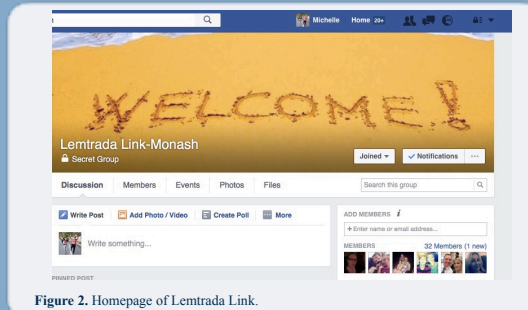 Michelle Home 20+
WELCOME!
Lemtrada Link-Monash
Secret Group
Joined
Notifications
Discussion Members Events Photos Files
Search this group
Write Post Add Photo / Video Create Poll More
Write something...
PINNED POST
ADD MEMBERS i
+ Enter name or email address...
MEMBERS 32 Members (1 new)
Figure 2. Homepage of Lemtrada Link.